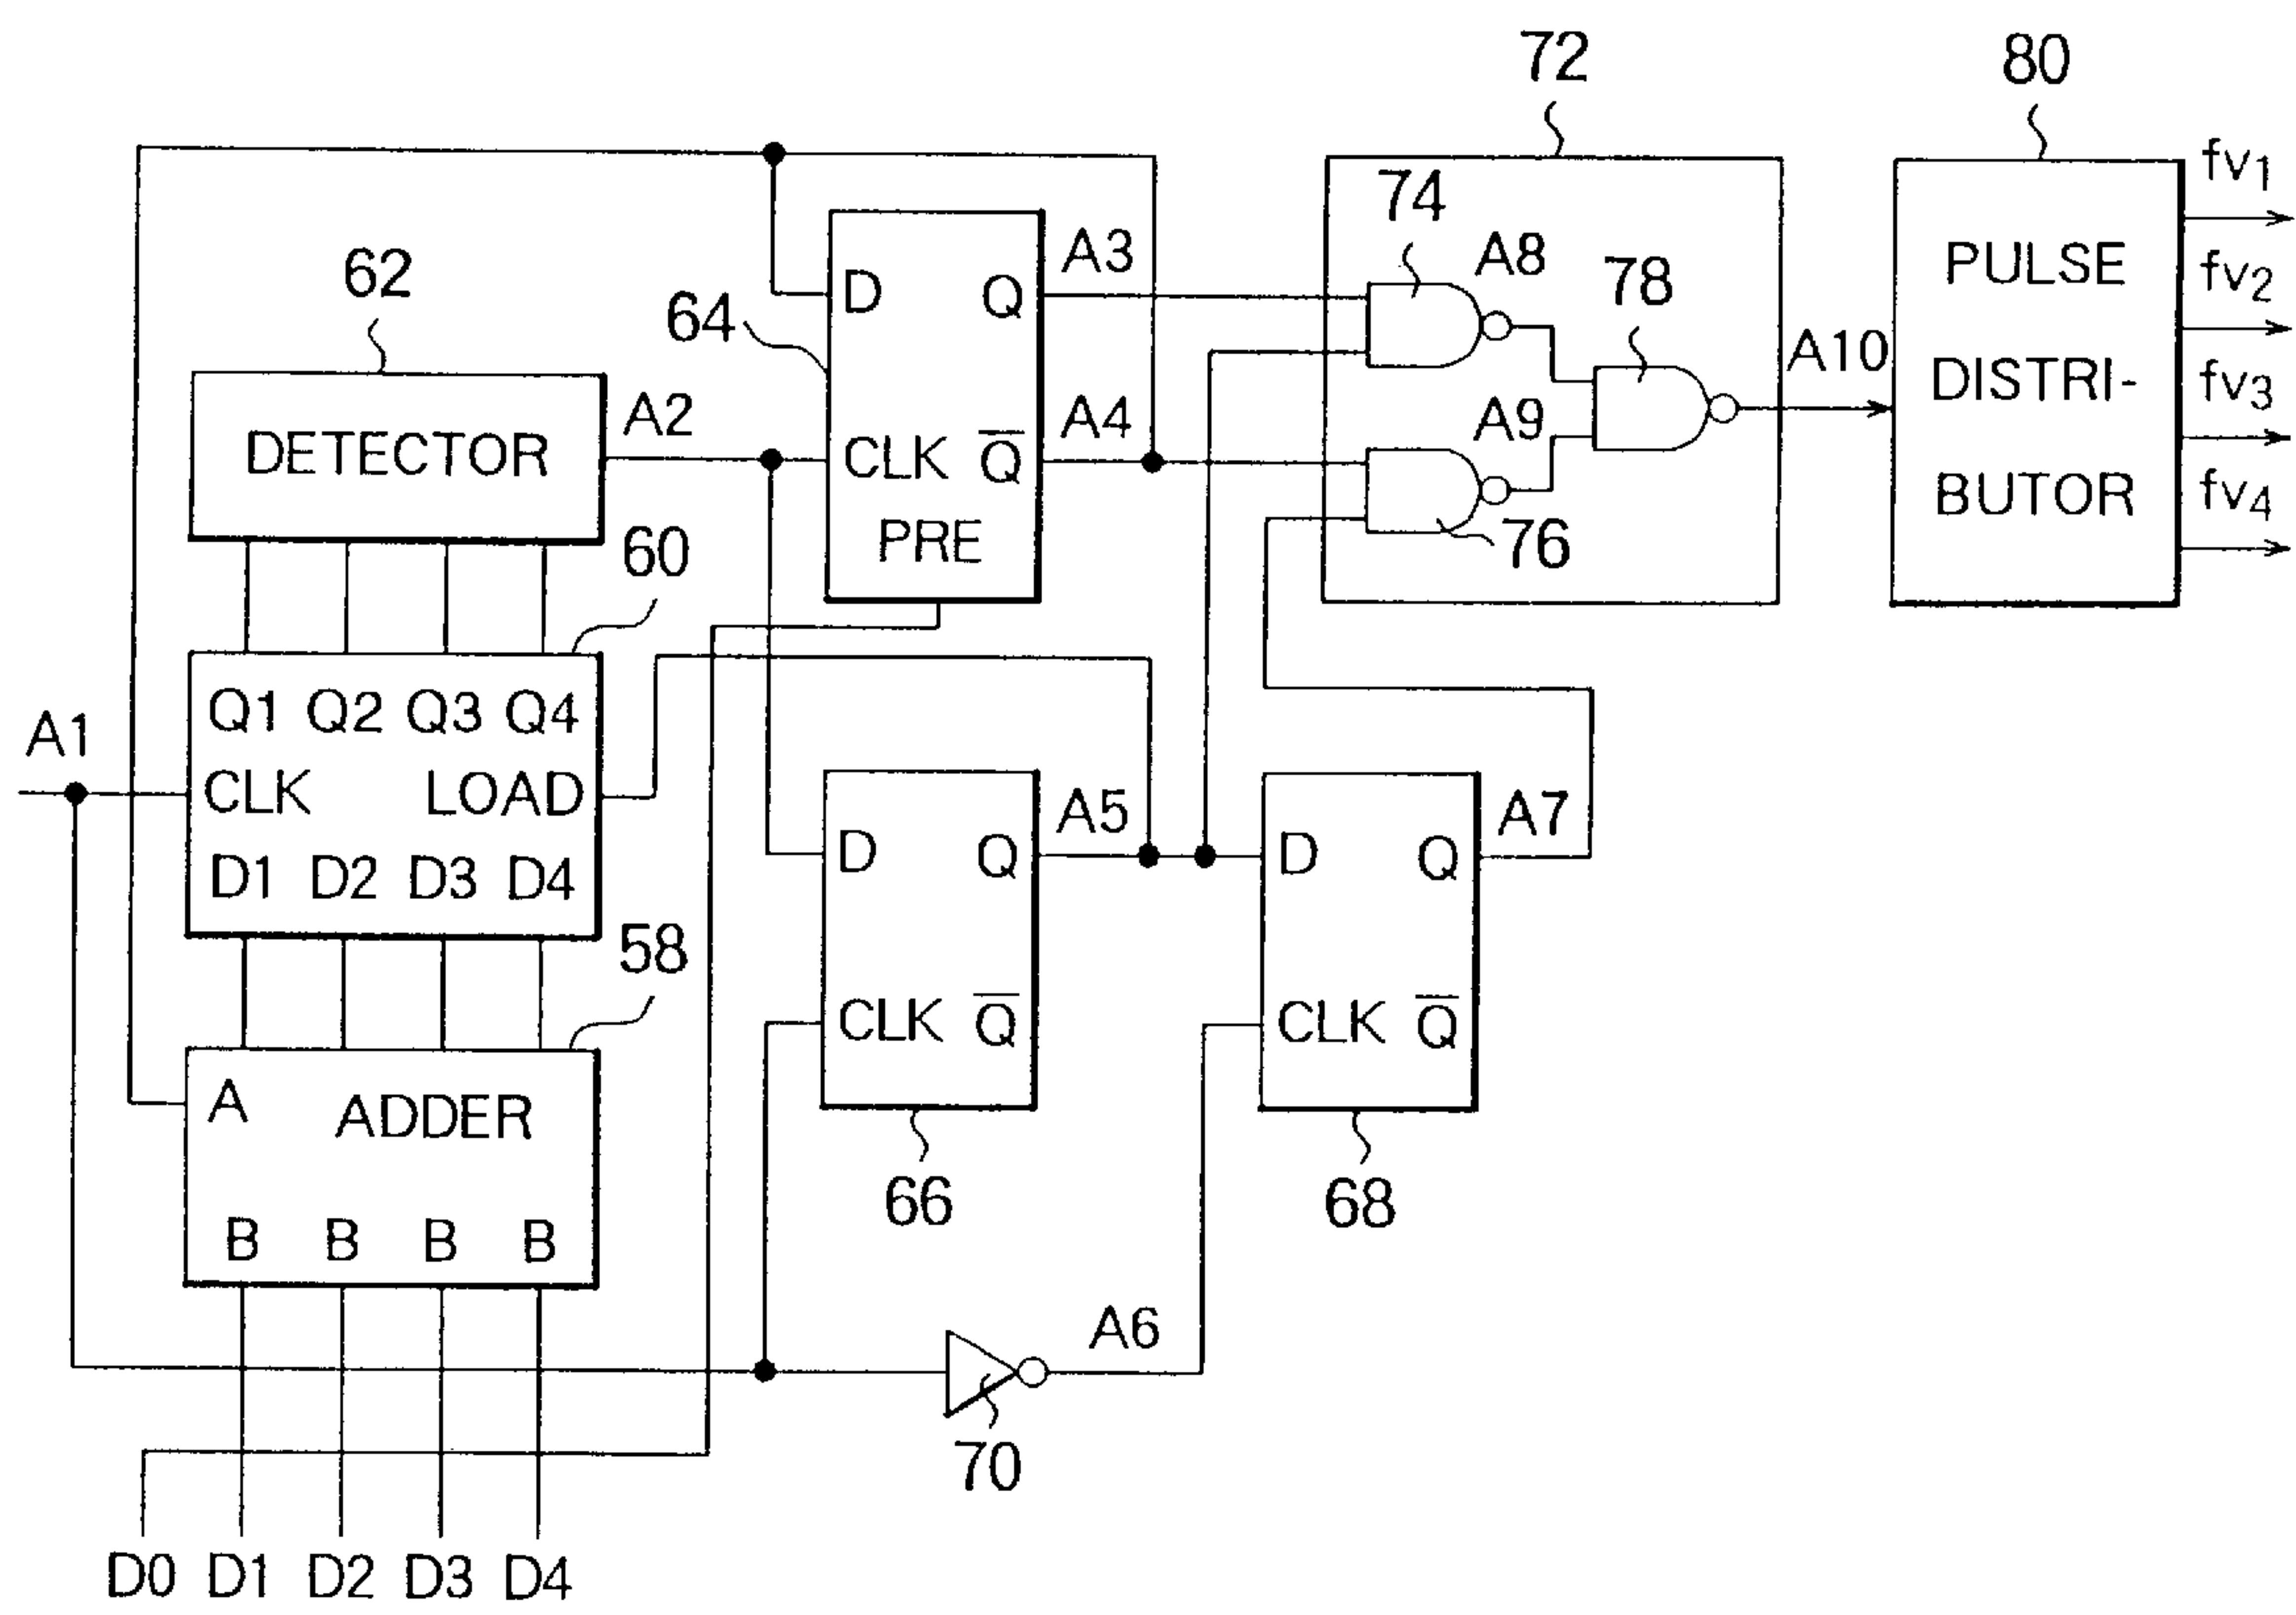 72
80
fv1
74
A8
78
PULSE
fv2
62
64
D
Q
A3
A10
DISTRI-
fv3
DETECTOR
A2
CLK
Q̅
A4
A9
BUTOR
fv4
PRE
76
60
Q1 Q2 Q3 Q4
A1
CLK LOAD
D1 D2 D3 D4
D Q
A5
D Q
A7
58
CLK Q̅
CLK Q̅
A ADDER
B B B B
66
68
A6
70
D0 D1 D2 D3 D4